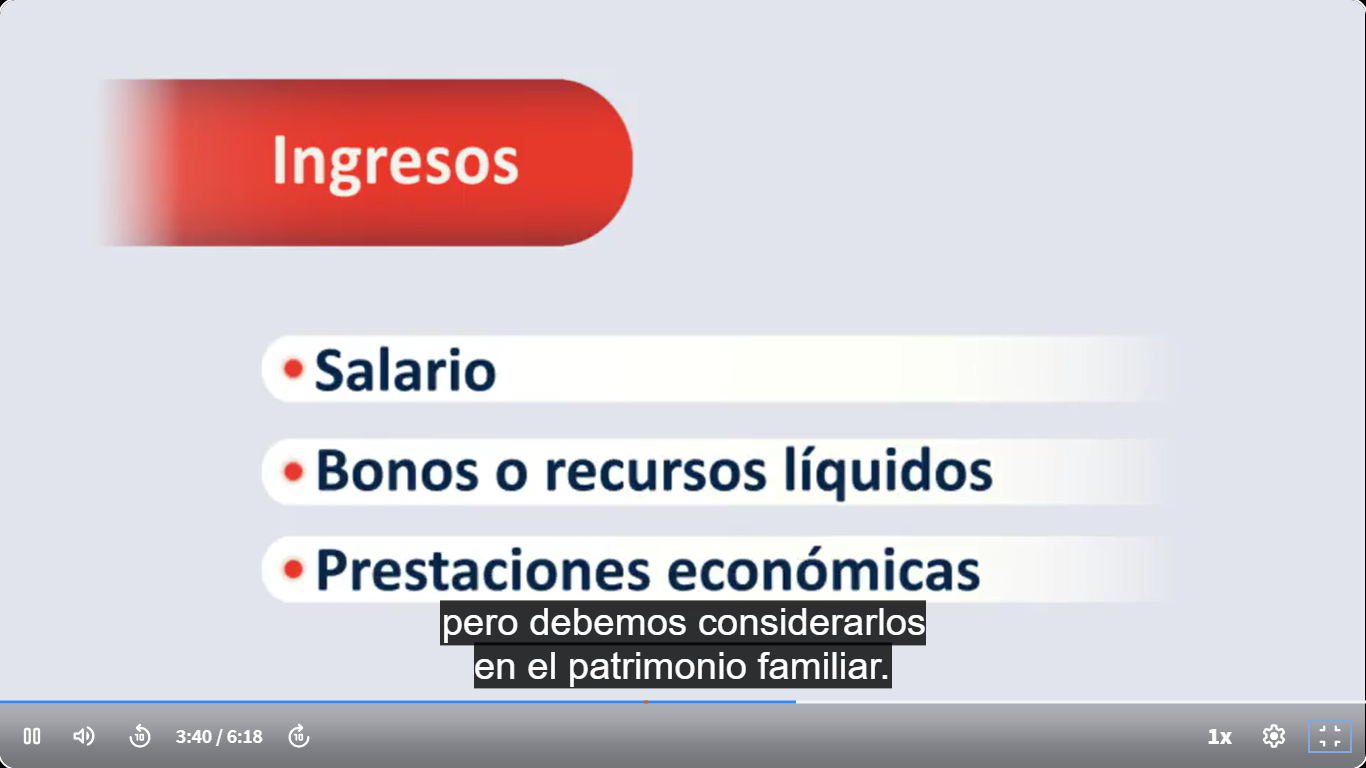 Ingresos
• Salario
• Bonos o recursos líquidos
• Prestaciones económicas
pero debemos considerarlos
en el patrimonio familiar.
10 3:40 / 6:18 10 1x